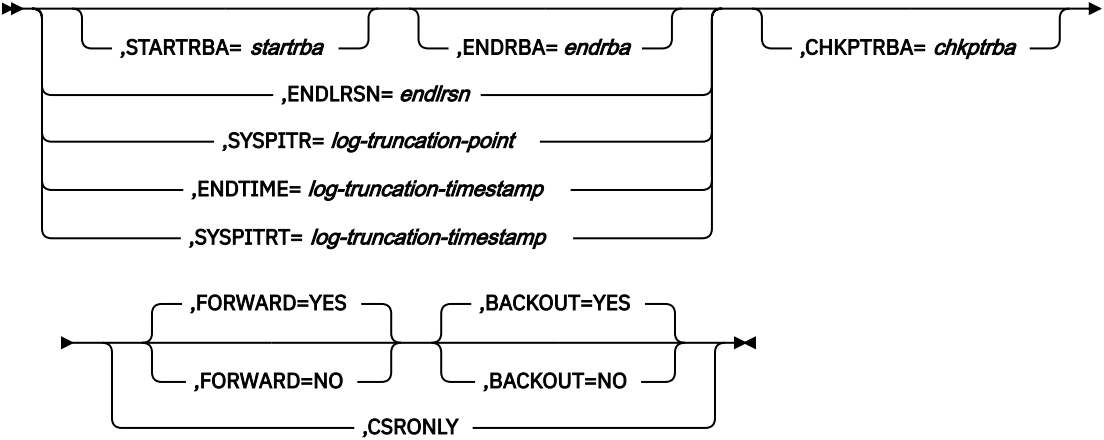 ,STARTRBA= startrba ,ENDRBA= endrba ,CHKPTRBA= chkptrba
,ENDLRSN= endlrsn
,SYSPITR= log-truncation-point
,ENDTIME= log-truncation-timestamp
,SYSPITRT= log-truncation-timestamp
,FORWARD=YES ,BACKOUT=YES
,FORWARD=NO ,BACKOUT=NO
,CSRONLY